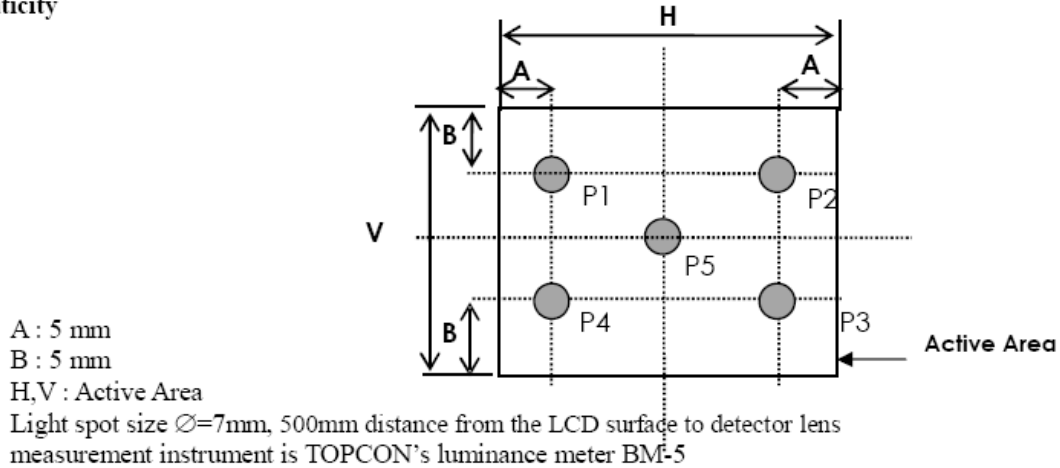 H
A
A
B
P1
P2
V
P5
B
P4
P3
Active Area
A : 5 mm
B : 5 mm
H,V : Active Area
Light spot size ∅=7mm, 500mm distance from the LCD surface to detector lens
measurement instrument is TOPCON's luminance meter BM-5